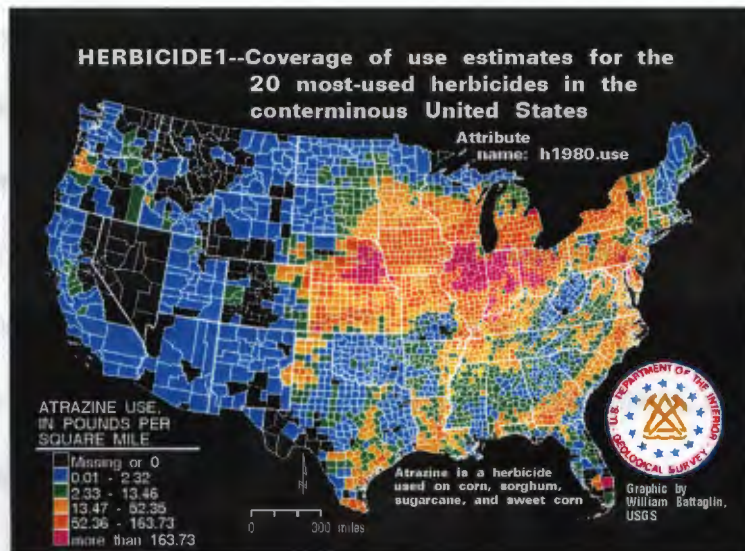 HERBICIDE1--Coverage of use estimates for the
20 most-used herbicides in the
conterminous United States
Attribute
name: h1980.use
ATRAZINE USE,
IN POUNDS PER
SQUARE MILE
Missing or 0
0.01 - 2.32
2.33 - 13.46
13.47 - 52.35
52.36 - 163.73
more than 163.73
N
0 300 miles
Atrazine is a herbicide
used on corn, sorghum,
sugarcane, and sweet corn
U.S. DEPARTMENT OF THE INTERIOR
GEOLOGICAL SURVEY
Graphic by
William Battaglin,
USGS